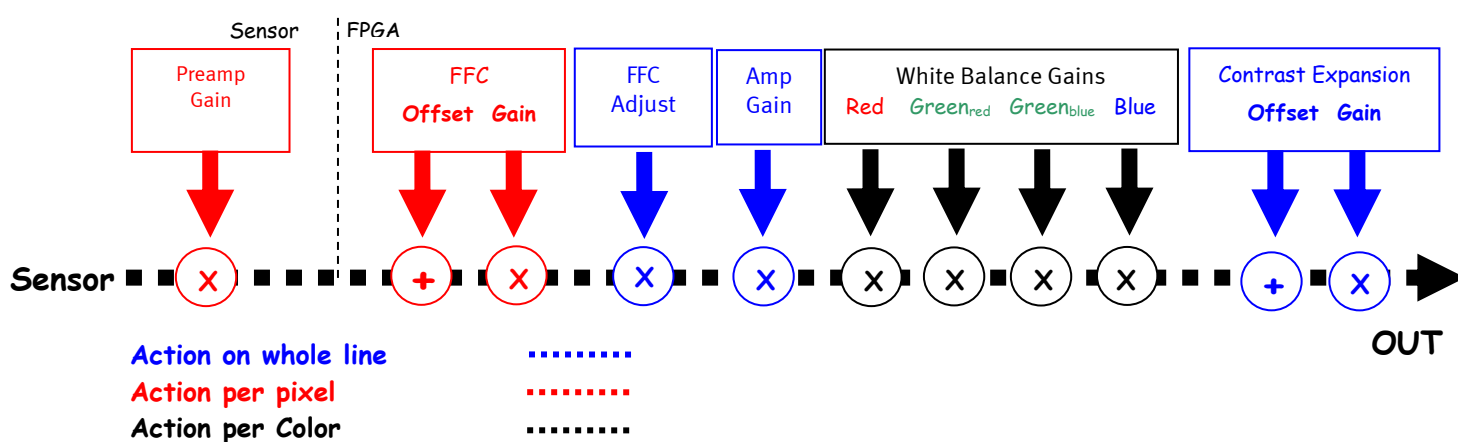 Sensor FPGA
Preamp
Gain
FFC
Offset Gain
FFC
Adjust
Amp
Gain
White Balance Gains
Red Greenred Greenblue Blue
Contrast Expansion
Offset Gain
Sensor X + X X X X X X X + X
OUT
Action on whole line
Action per pixel
Action per Color